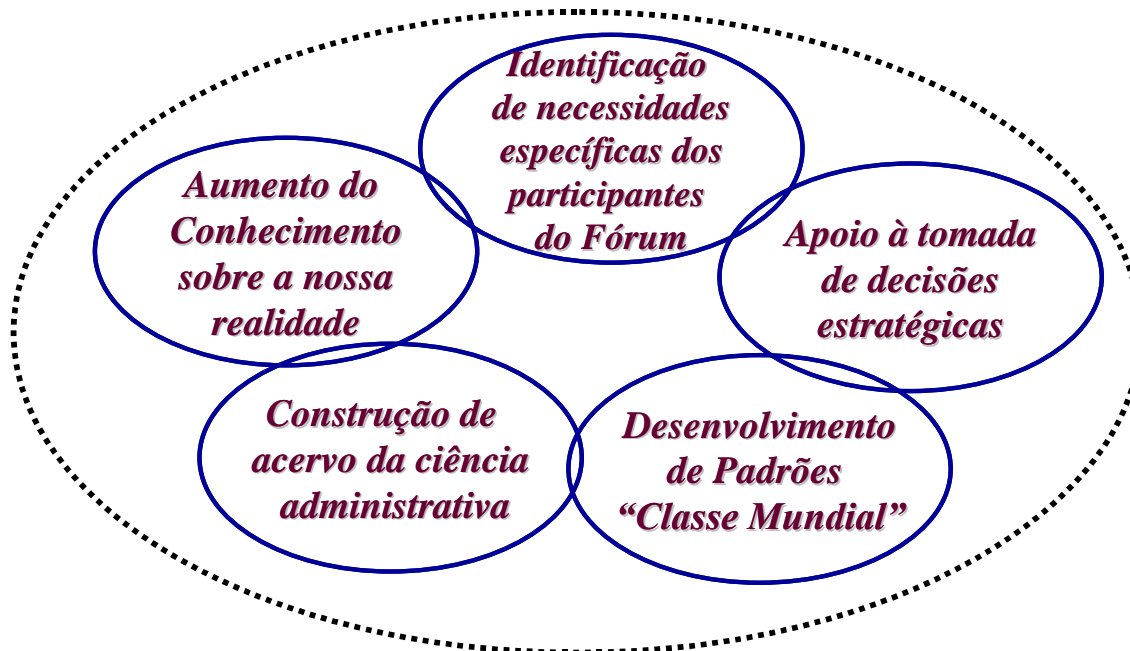 Identificação
de necessidades
específicas dos
participantes
do Fórum
Aumento do
Conhecimento
sobre a nossa
realidade
Apoio à tomada
de decisões
estratégicas
Construção de
acervo da ciência
administrativa
Desenvolvimento
de Padrões
“Classe Mundial”